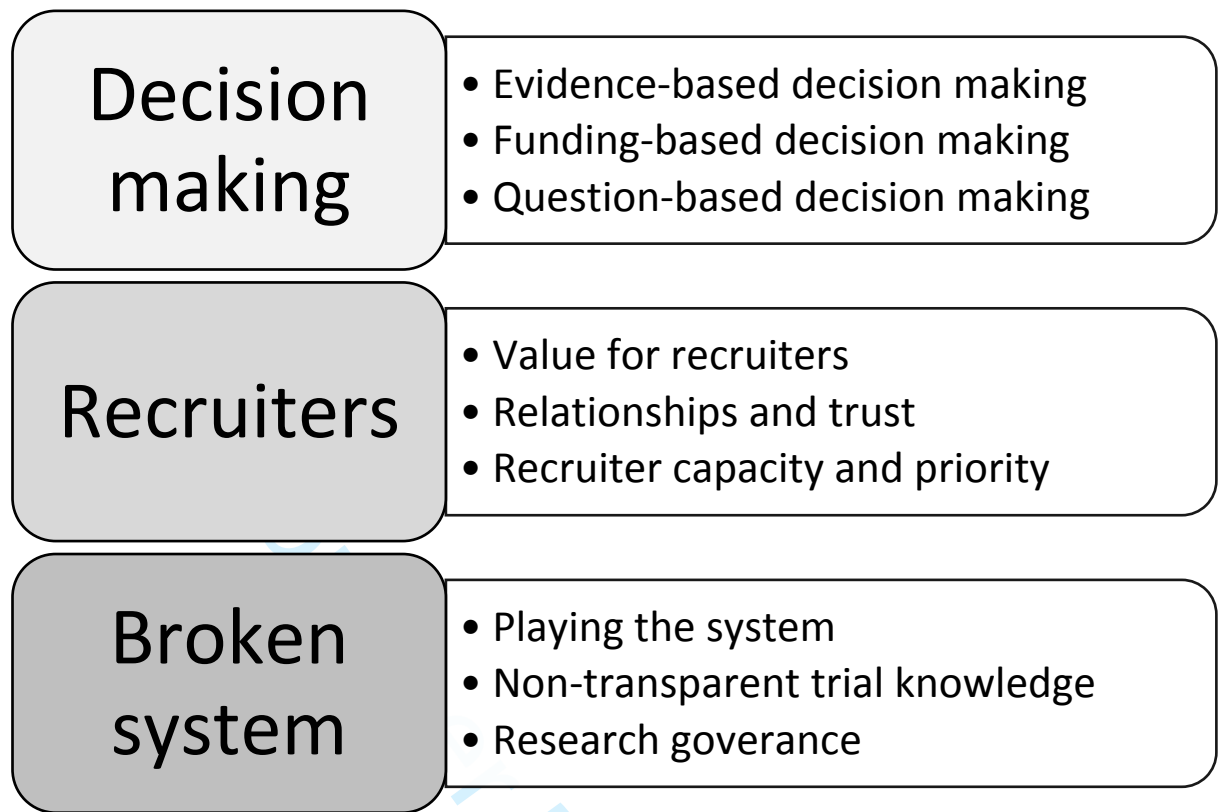 Decision
making
• Evidence-based decision making
• Funding-based decision making
• Question-based decision making
Recruiters
• Value for recruiters
• Relationships and trust
• Recruiter capacity and priority
Broken
system
• Playing the system
• Non-transparent trial knowledge
• Research goverance